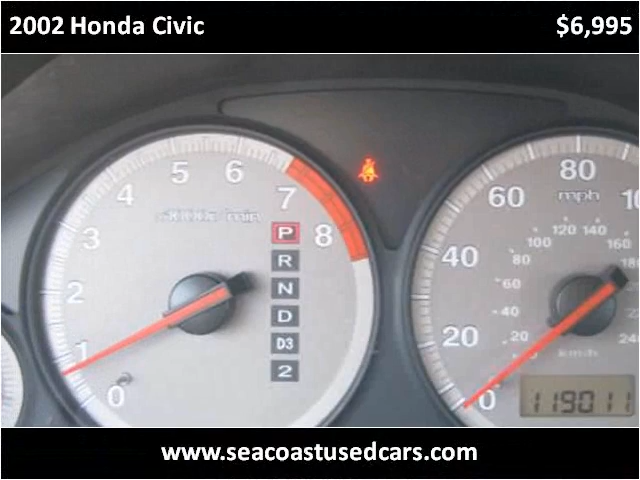 2002 Honda Civic $6,995
5 6
4 7
3 8
2
1
0
P
R
N
D
D3
2
80
mph
60
40
20
0
120 140
100 160
80
60
40
20
km/h
119011
www.seacoastusedcars.com